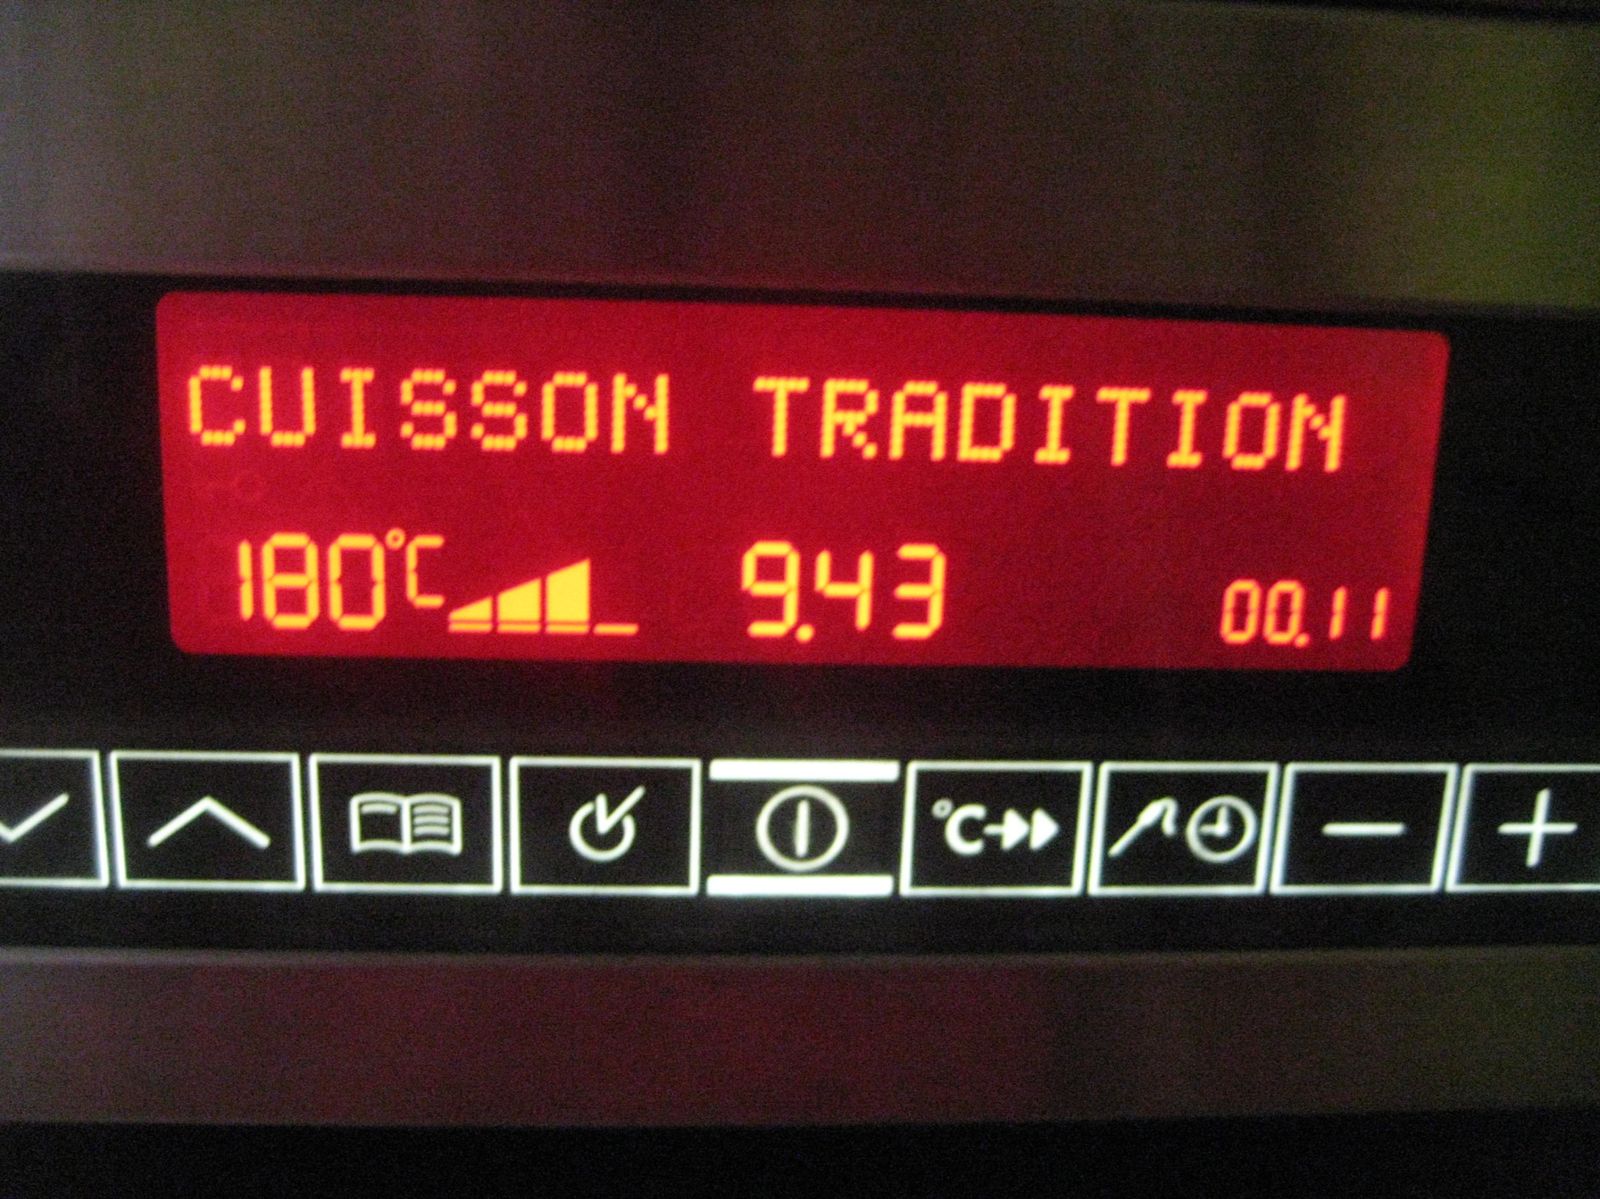 CUISSON TRADITION
180°C 9.43 00.11
°C
- +